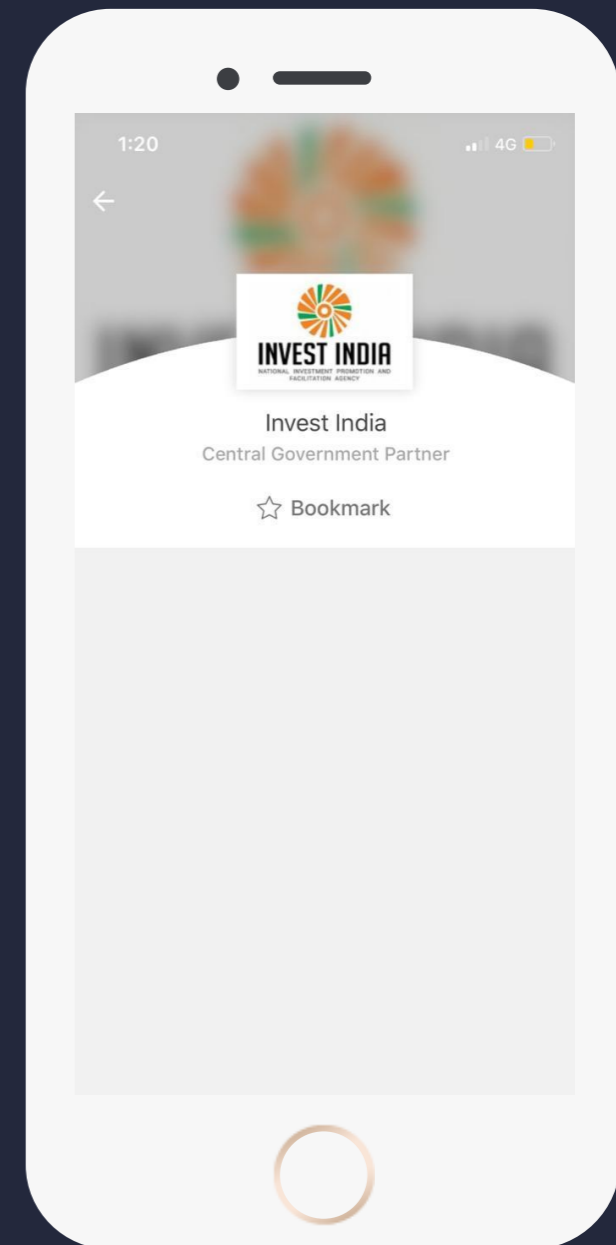 1:20
4G
INVEST INDIA
NATIONAL INVESTMENT PROMOTION AND
FACILITATION AGENCY
Invest India
Central Government Partner
Bookmark